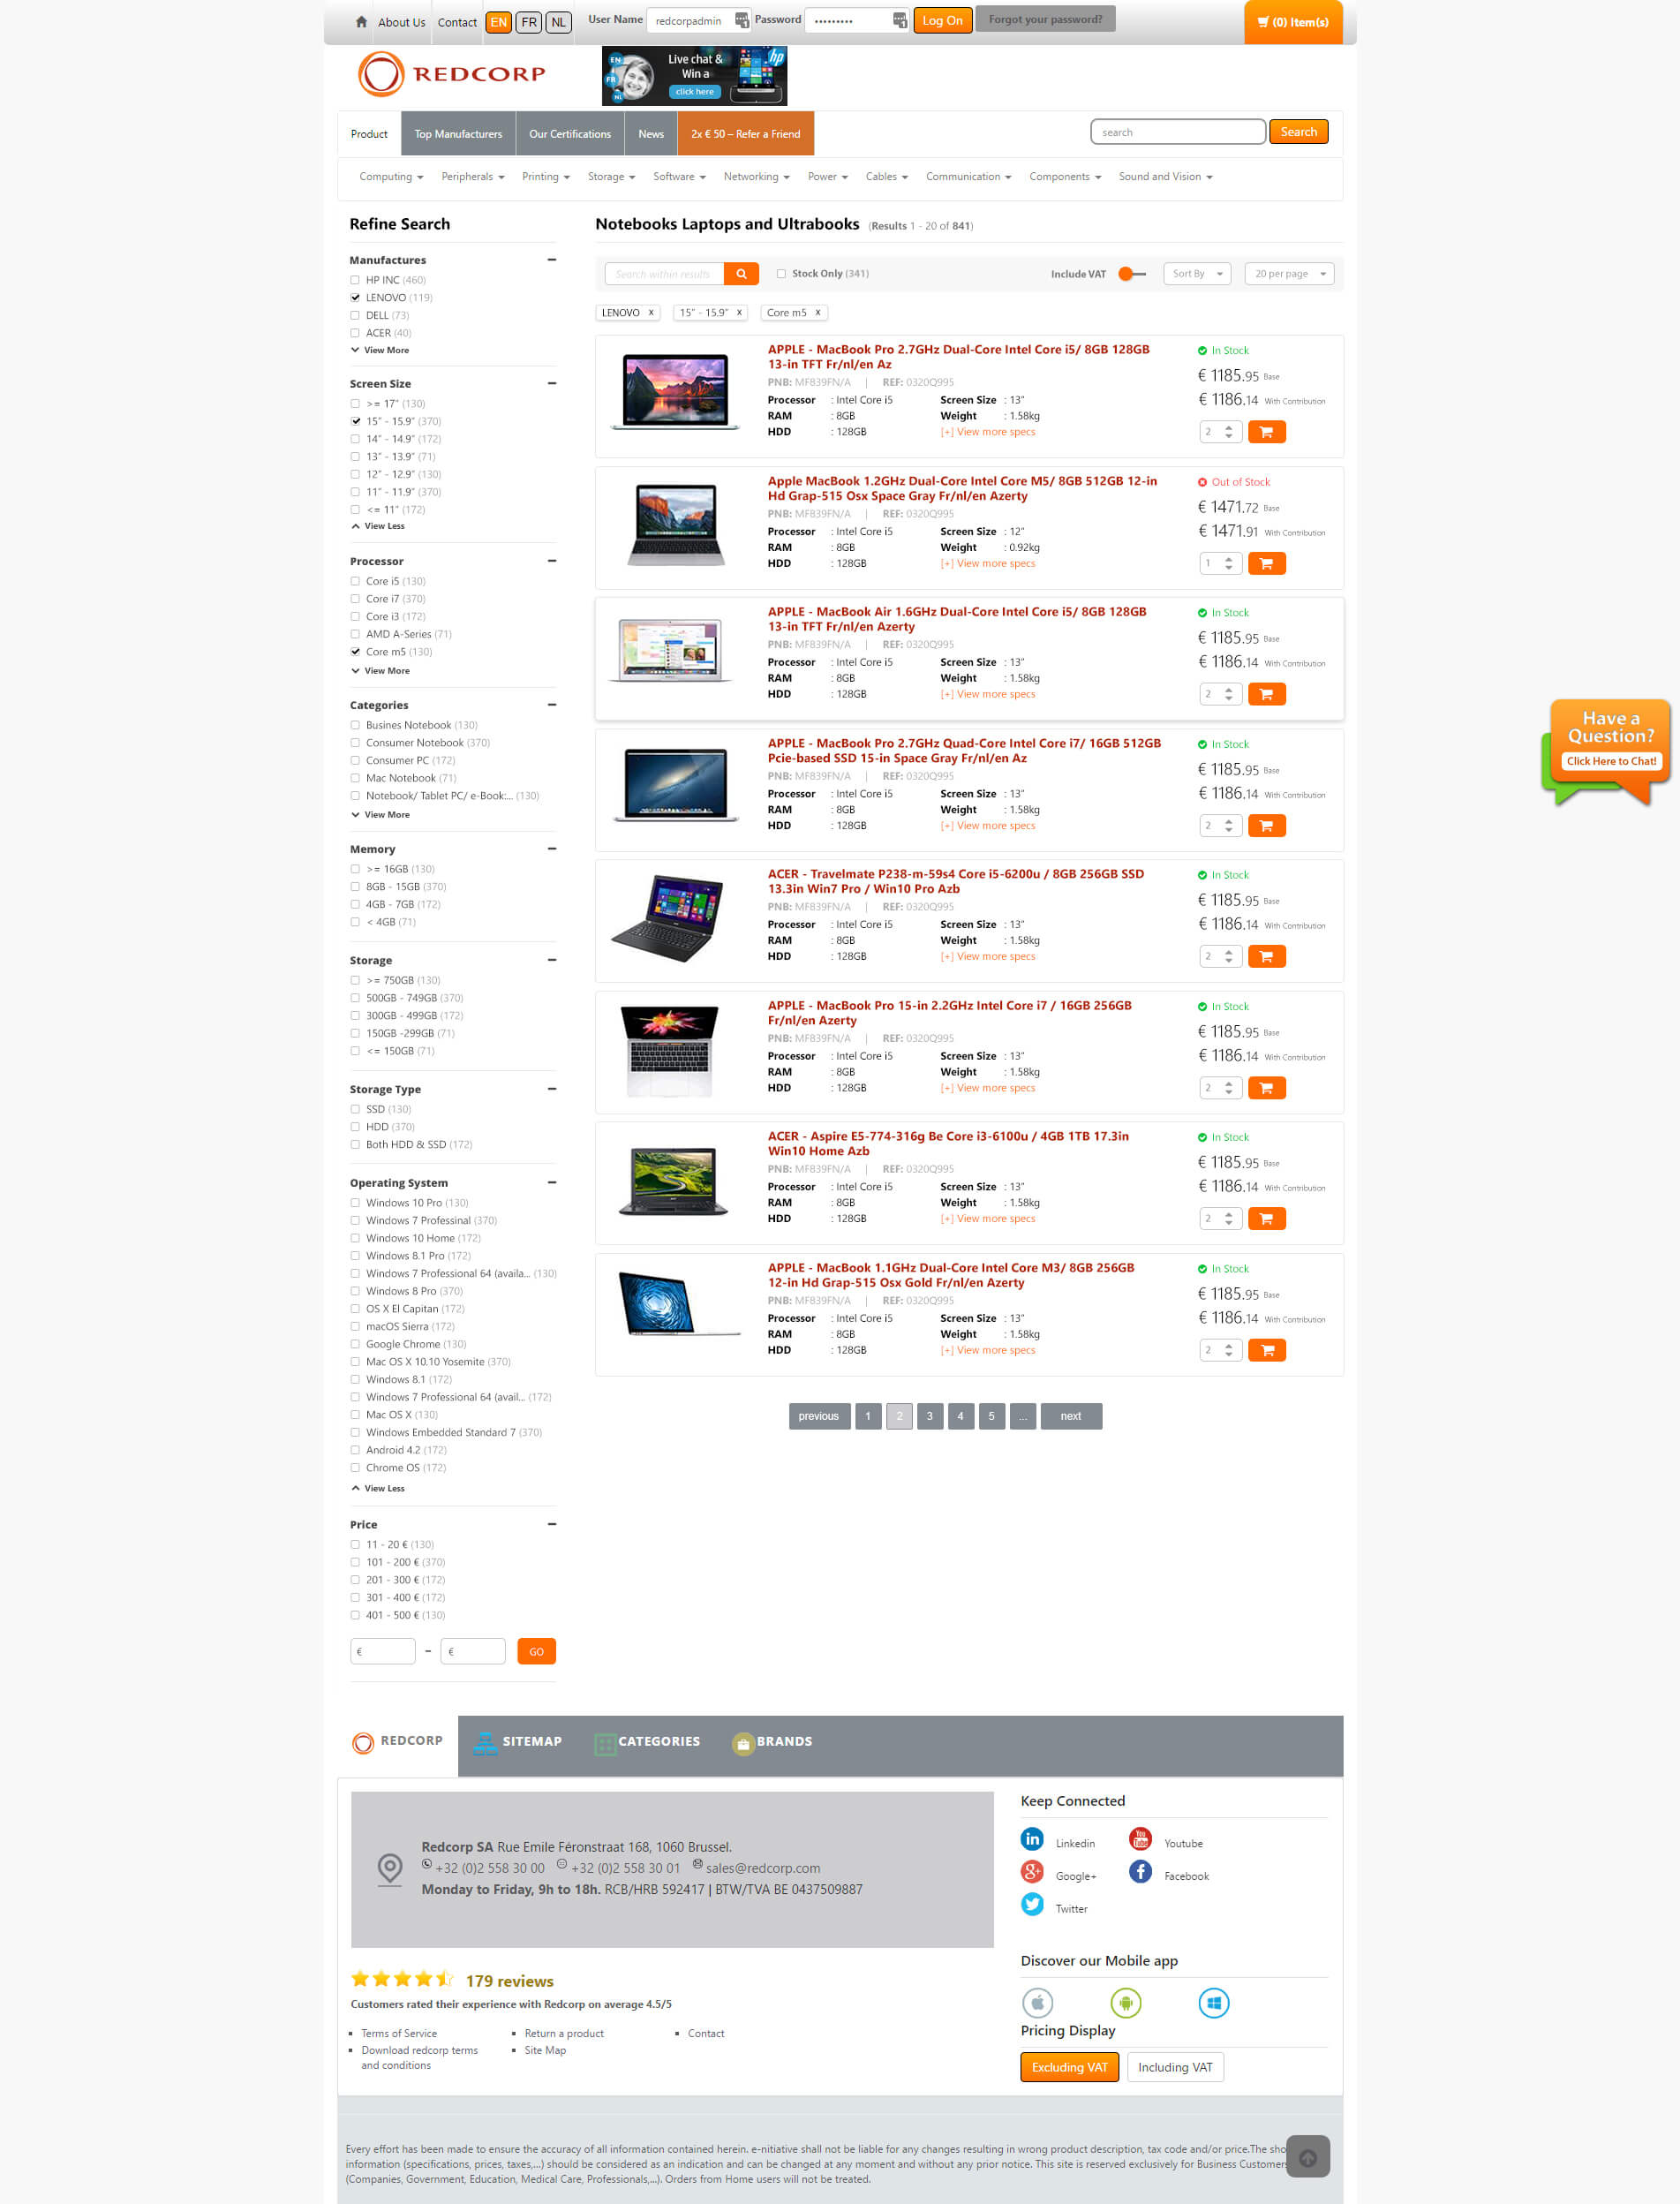 About Us Contact EN FR NL User Name redcorpadmin Password ••••••••• Log On Forgot your password? (0) Item(s)
REDCORP
EN FR NL Live chat & Win a click here hp
Product Top Manufacturers Our Certifications News 2x € 50 – Refer a Friend search Search
Computing Peripherals Printing Storage Software Networking Power Cables Communication Components Sound and Vision
Refine Search
Manufactures
HP INC (460)
LENOVO (119)
DELL (73)
ACER (40)
View More
Screen Size
>= 17" (130)
15" - 15.9" (370)
14" - 14.9" (172)
13" - 13.9" (71)
12" - 12.9" (130)
11" - 11.9" (370)
<= 11" (172)
View Less
Processor
Core i5 (130)
Core i7 (370)
Core i3 (172)
AMD A-Series (71)
Core m5 (130)
View More
Categories
Busines Notebook (130)
Consumer Notebook (370)
Consumer PC (172)
Mac Notebook (71)
Notebook/ Tablet PC/ e-Book:... (130)
View More
Memory
>= 16GB (130)
8GB - 15GB (370)
4GB - 7GB (172)
< 4GB (71)
Storage
>= 750GB (130)
500GB - 749GB (370)
300GB - 499GB (172)
150GB -299GB (71)
<= 150GB (71)
Storage Type
SSD (130)
HDD (370)
Both HDD & SSD (172)
Operating System
Windows 10 Pro (130)
Windows 7 Professinal (370)
Windows 10 Home (172)
Windows 8.1 Pro (172)
Windows 7 Professional 64 (availa... (130)
Windows 8 Pro (370)
OS X El Capitan (172)
macOS Sierra (172)
Google Chrome (130)
Mac OS X 10.10 Yosemite (370)
Windows 8.1 (172)
Windows 7 Professional 64 (avail... (172)
Mac OS X (130)
Windows Embedded Standard 7 (370)
Android 4.2 (172)
Chrome OS (172)
View Less
Price
11 - 20 € (130)
101 - 200 € (370)
201 - 300 € (172)
301 - 400 € (172)
401 - 500 € (130)
€ – € GO
Notebooks Laptops and Ultrabooks (Results 1 - 20 of 841)
Search within results Stock Only (341) Include VAT Sort By 20 per page
LENOVO x 15" - 15.9" x Core m5 x
APPLE - MacBook Pro 2.7GHz Dual-Core Intel Core i5/ 8GB 128GB
13-in TFT Fr/nl/en Az
PNB: MF839FN/A | REF: 0320Q995
Processor : Intel Core i5 Screen Size : 13"
RAM : 8GB Weight : 1.58kg
HDD : 128GB [+] View more specs
In Stock
€ 1185.95 Base
€ 1186.14 With Contribution
2
Apple MacBook 1.2GHz Dual-Core Intel Core M5/ 8GB 512GB 12-in
Hd Grap-515 Osx Space Gray Fr/nl/en Azerty
PNB: MF839FN/A | REF: 0320Q995
Processor : Intel Core i5 Screen Size : 12"
RAM : 8GB Weight : 0.92kg
HDD : 128GB [+] View more specs
Out of Stock
€ 1471.72 Base
€ 1471.91 With Contribution
1
APPLE - MacBook Air 1.6GHz Dual-Core Intel Core i5/ 8GB 128GB
13-in TFT Fr/nl/en Azerty
PNB: MF839FN/A | REF: 0320Q995
Processor : Intel Core i5 Screen Size : 13"
RAM : 8GB Weight : 1.58kg
HDD : 128GB [+] View more specs
In Stock
€ 1185.95 Base
€ 1186.14 With Contribution
2
APPLE - MacBook Pro 2.7GHz Quad-Core Intel Core i7/ 16GB 512GB
Pcie-based SSD 15-in Space Gray Fr/nl/en Az
PNB: MF839FN/A | REF: 0320Q995
Processor : Intel Core i5 Screen Size : 13"
RAM : 8GB Weight : 1.58kg
HDD : 128GB [+] View more specs
In Stock
€ 1185.95 Base
€ 1186.14 With Contribution
2
ACER - Travelmate P238-m-59s4 Core i5-6200u / 8GB 256GB SSD
13.3in Win7 Pro / Win10 Pro Azb
PNB: MF839FN/A | REF: 0320Q995
Processor : Intel Core i5 Screen Size : 13"
RAM : 8GB Weight : 1.58kg
HDD : 128GB [+] View more specs
In Stock
€ 1185.95 Base
€ 1186.14 With Contribution
2
APPLE - MacBook Pro 15-in 2.2GHz Intel Core i7 / 16GB 256GB
Fr/nl/en Azerty
PNB: MF839FN/A | REF: 0320Q995
Processor : Intel Core i5 Screen Size : 13"
RAM : 8GB Weight : 1.58kg
HDD : 128GB [+] View more specs
In Stock
€ 1185.95 Base
€ 1186.14 With Contribution
2
ACER - Aspire E5-774-316g Be Core i3-6100u / 4GB 1TB 17.3in
Win10 Home Azb
PNB: MF839FN/A | REF: 0320Q995
Processor : Intel Core i5 Screen Size : 13"
RAM : 8GB Weight : 1.58kg
HDD : 128GB [+] View more specs
In Stock
€ 1185.95 Base
€ 1186.14 With Contribution
2
APPLE - MacBook 1.1GHz Dual-Core Intel Core M3/ 8GB 256GB
12-in Hd Grap-515 Osx Gold Fr/nl/en Azerty
PNB: MF839FN/A | REF: 0320Q995
Processor : Intel Core i5 Screen Size : 13"
RAM : 8GB Weight : 1.58kg
HDD : 128GB [+] View more specs
In Stock
€ 1185.95 Base
€ 1186.14 With Contribution
2
previous 1 2 3 4 5 ... next
Have a
Question?
Click Here to Chat!
REDCORP SITEMAP CATEGORIES BRANDS
Redcorp SA Rue Emile Féronstraat 168, 1060 Brussel.
+32 (0)2 558 30 00 +32 (0)2 558 30 01 sales@redcorp.com
Monday to Friday, 9h to 18h. RCB/HRB 592417 | BTW/TVA BE 0437509887
179 reviews
Customers rated their experience with Redcorp on average 4.5/5
Terms of Service Return a product Contact
Download redcorp terms Site Map
and conditions
Keep Connected
Linkedin Youtube
Google+ Facebook
Twitter
Discover our Mobile app
Pricing Display
Excluding VAT Including VAT
Every effort has been made to ensure the accuracy of all information contained herein. e-nitiative shall not be liable for any changes resulting in wrong product description, tax code and/or price.The sho
information (specifications, prices, taxes,...) should be considered as an indication and can be changed at any moment and without any prior notice. This site is reserved exclusively for Business Customers
(Companies, Government, Education, Medical Care, Professionals,...). Orders from Home users will not be treated.